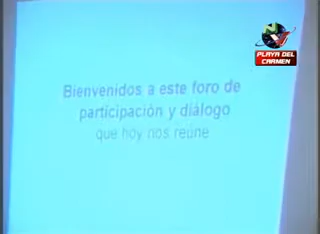 PLAYA DEL
CARMEN
Bienvenidos a este foro de
participación y diálogo
que hoy nos reúne